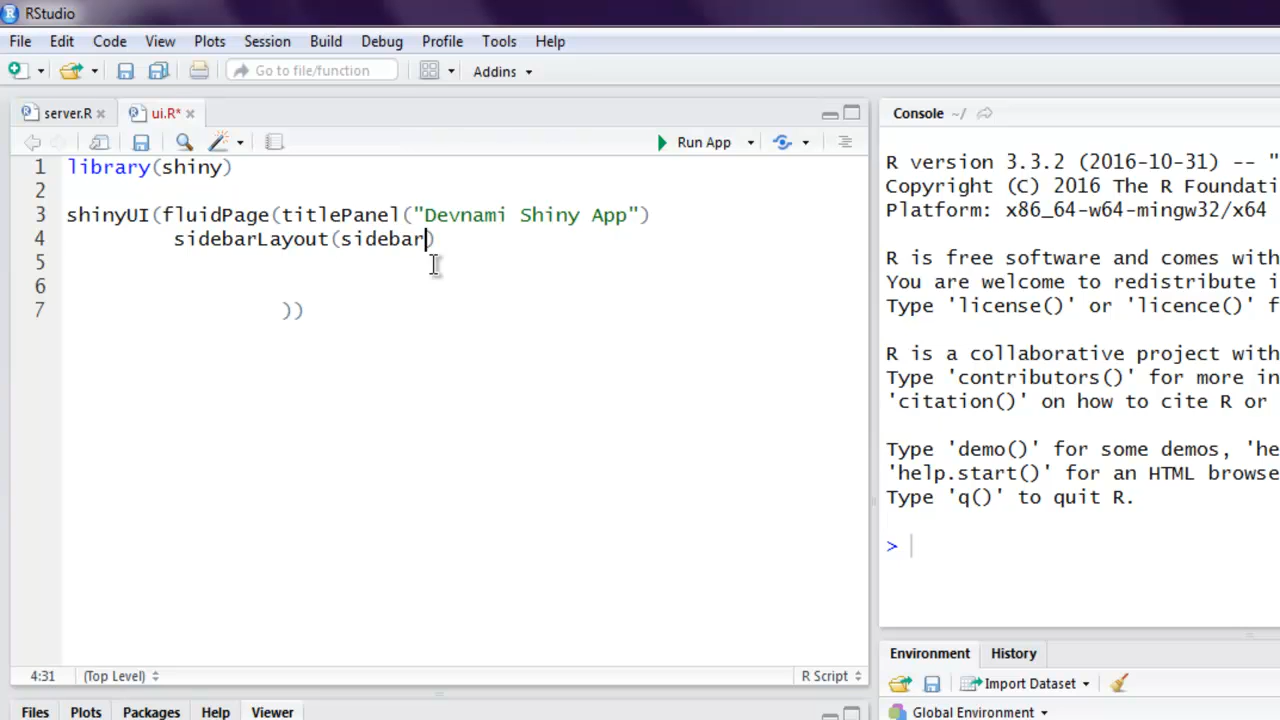 RStudio
File Edit Code View Plots Session Build Debug Profile Tools Help
Go to file/function Addins
server.R ui.R*
Run App
1 library(shiny)
2
3 shinyUI(fluidPage(titlePanel("Devnami Shiny App")
4 sidebarLayout(sidebar)
5
6
7 ))
4:31 (Top Level) R Script
Files Plots Packages Help Viewer
Console ~/
R version 3.3.2 (2016-10-31) -- "
Copyright (C) 2016 The R Foundati
Platform: x86_64-w64-mingw32/x64
R is free software and comes with
You are welcome to redistribute i
Type 'license()' or 'licence()' f
R is a collaborative project with
Type 'contributors()' for more in
'citation()' on how to cite R or
Type 'demo()' for some demos, 'he
'help.start()' for an HTML browse
Type 'q()' to quit R.
>
Environment History
Import Dataset
Global Environment